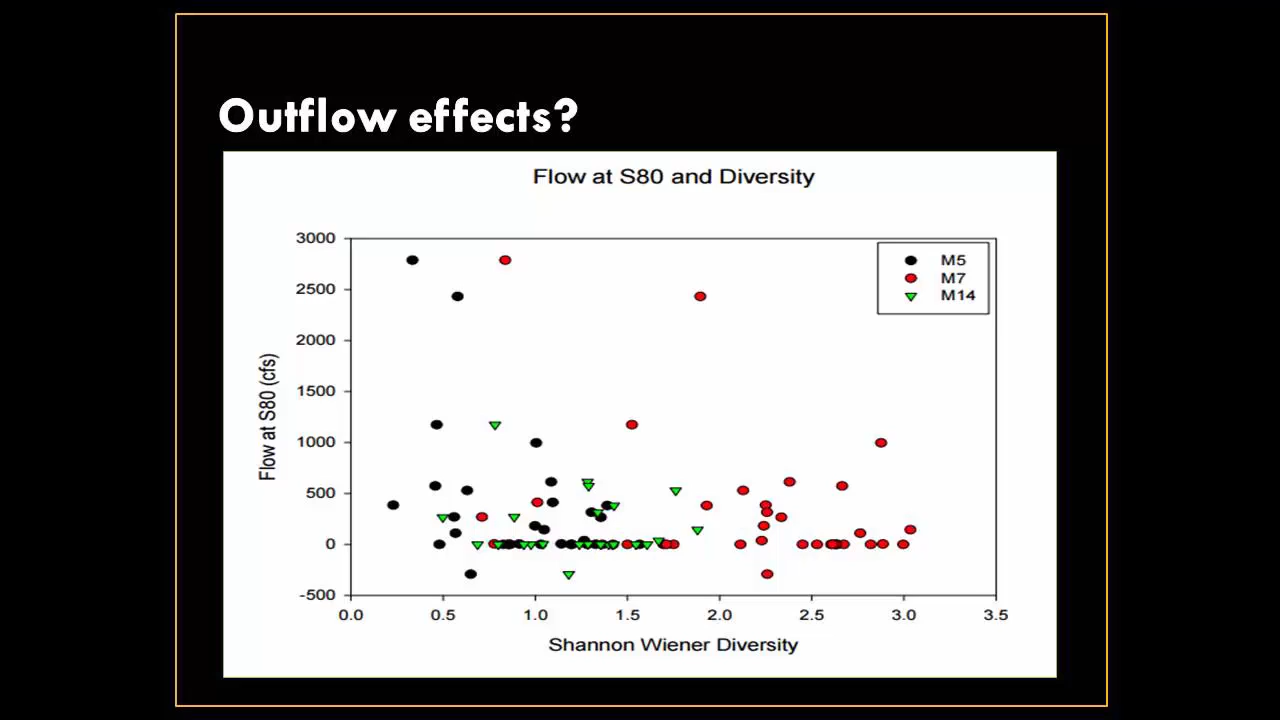 Outflow effects?
Flow at S80 and Diversity
3000
2500
2000
1500
1000
500
0
-500
Flow at S80 (cfs)
M5
M7
M14
0.0 0.5 1.0 1.5 2.0 2.5 3.0 3.5
Shannon Wiener Diversity